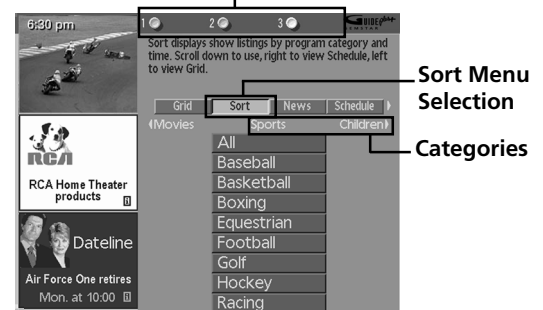 6:30 pm
1 2 3 GUIDE plus+
GEMSTAR
Sort displays show listings by program category and
time. Scroll down to use, right to view Schedule, left
to view Grid.
Sort Menu
Selection
Grid Sort News Schedule
Movies Sports Children
Categories
All
Baseball
Basketball
Boxing
Equestrian
Football
Golf
Hockey
Racing
RCA
RCA Home Theater
products i
Dateline
Air Force One retires
Mon. at 10:00 i